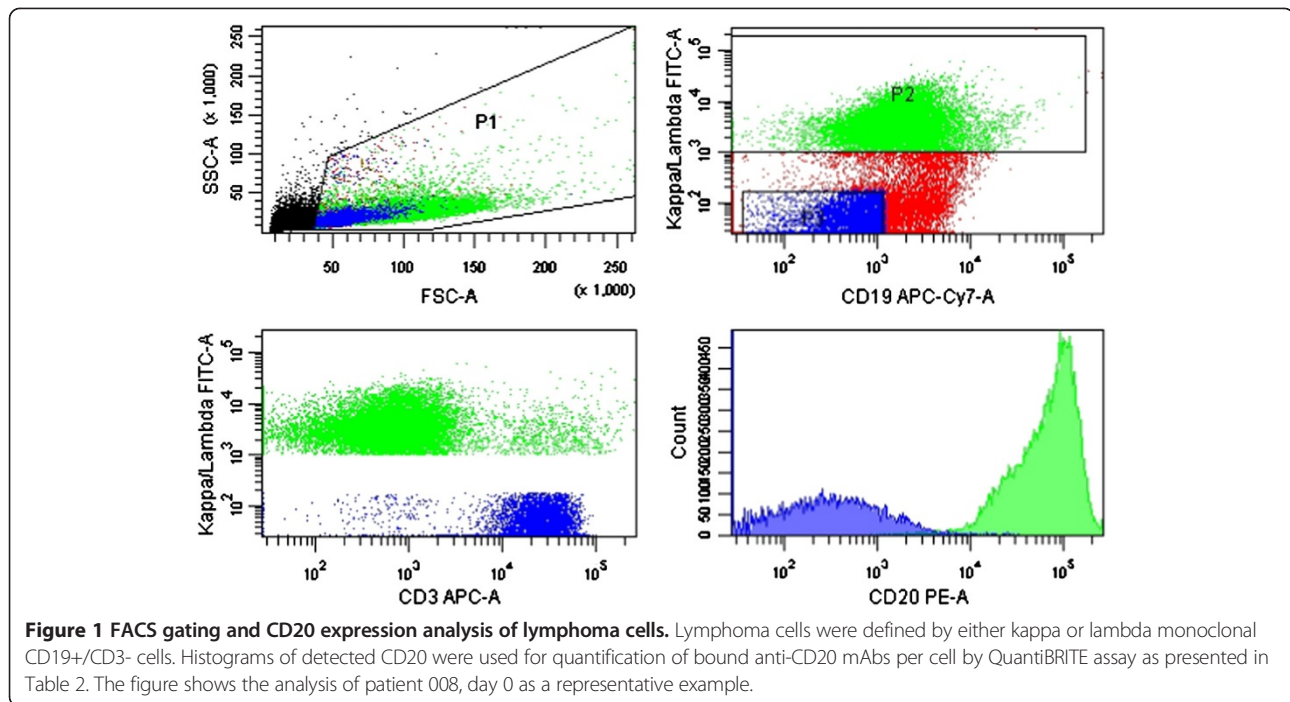 SSC-A (x 1,000)
250
200
150
100
50
P1
50 100 150 200 250
FSC-A (x 1,000)
Kappa/Lambda FITC-A
10^5
10^4
10^3
10^2
P2
10^2 10^3 10^4 10^5
CD19 APC-Cy7-A
Kappa/Lambda FITC-A
10^5
10^4
10^3
10^2
10^2 10^3 10^4 10^5
CD3 APC-A
Count
0 50 100 150 200 250 300 350 400 450
10^2 10^3 10^4 10^5
CD20 PE-A
Figure 1 FACS gating and CD20 expression analysis of lymphoma cells. Lymphoma cells were defined by either kappa or lambda monoclonal
CD19+/CD3- cells. Histograms of detected CD20 were used for quantification of bound anti-CD20 mAbs per cell by QuantiBRITE assay as presented in
Table 2. The figure shows the analysis of patient 008, day 0 as a representative example.